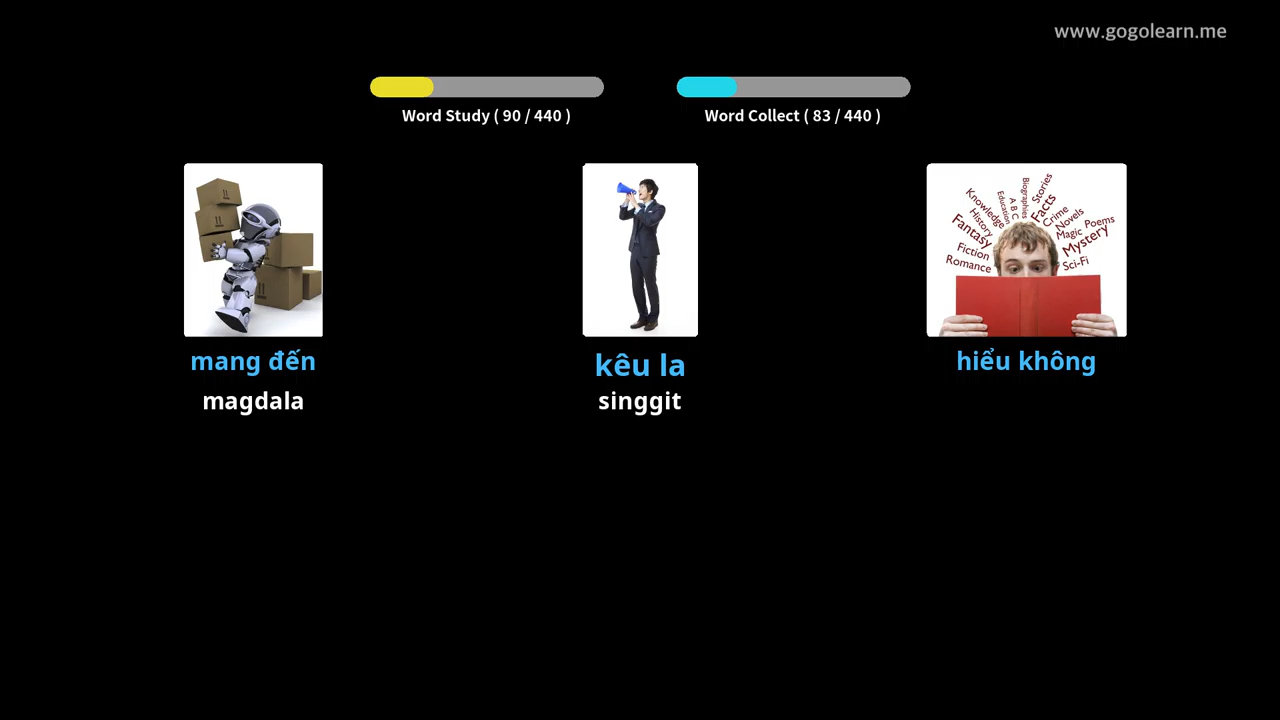 www.gogolearn.me
Word Study ( 90 / 440 )
Word Collect ( 83 / 440 )
Knowledge
History
Fantasy
Fiction
Romance
Education
A B C
Biographies
Stories
Facts
Crime
Novels
Magic
Poems
Mystery
Sci-Fi
mang đến
kêu la
hiểu không
magdala
singgit